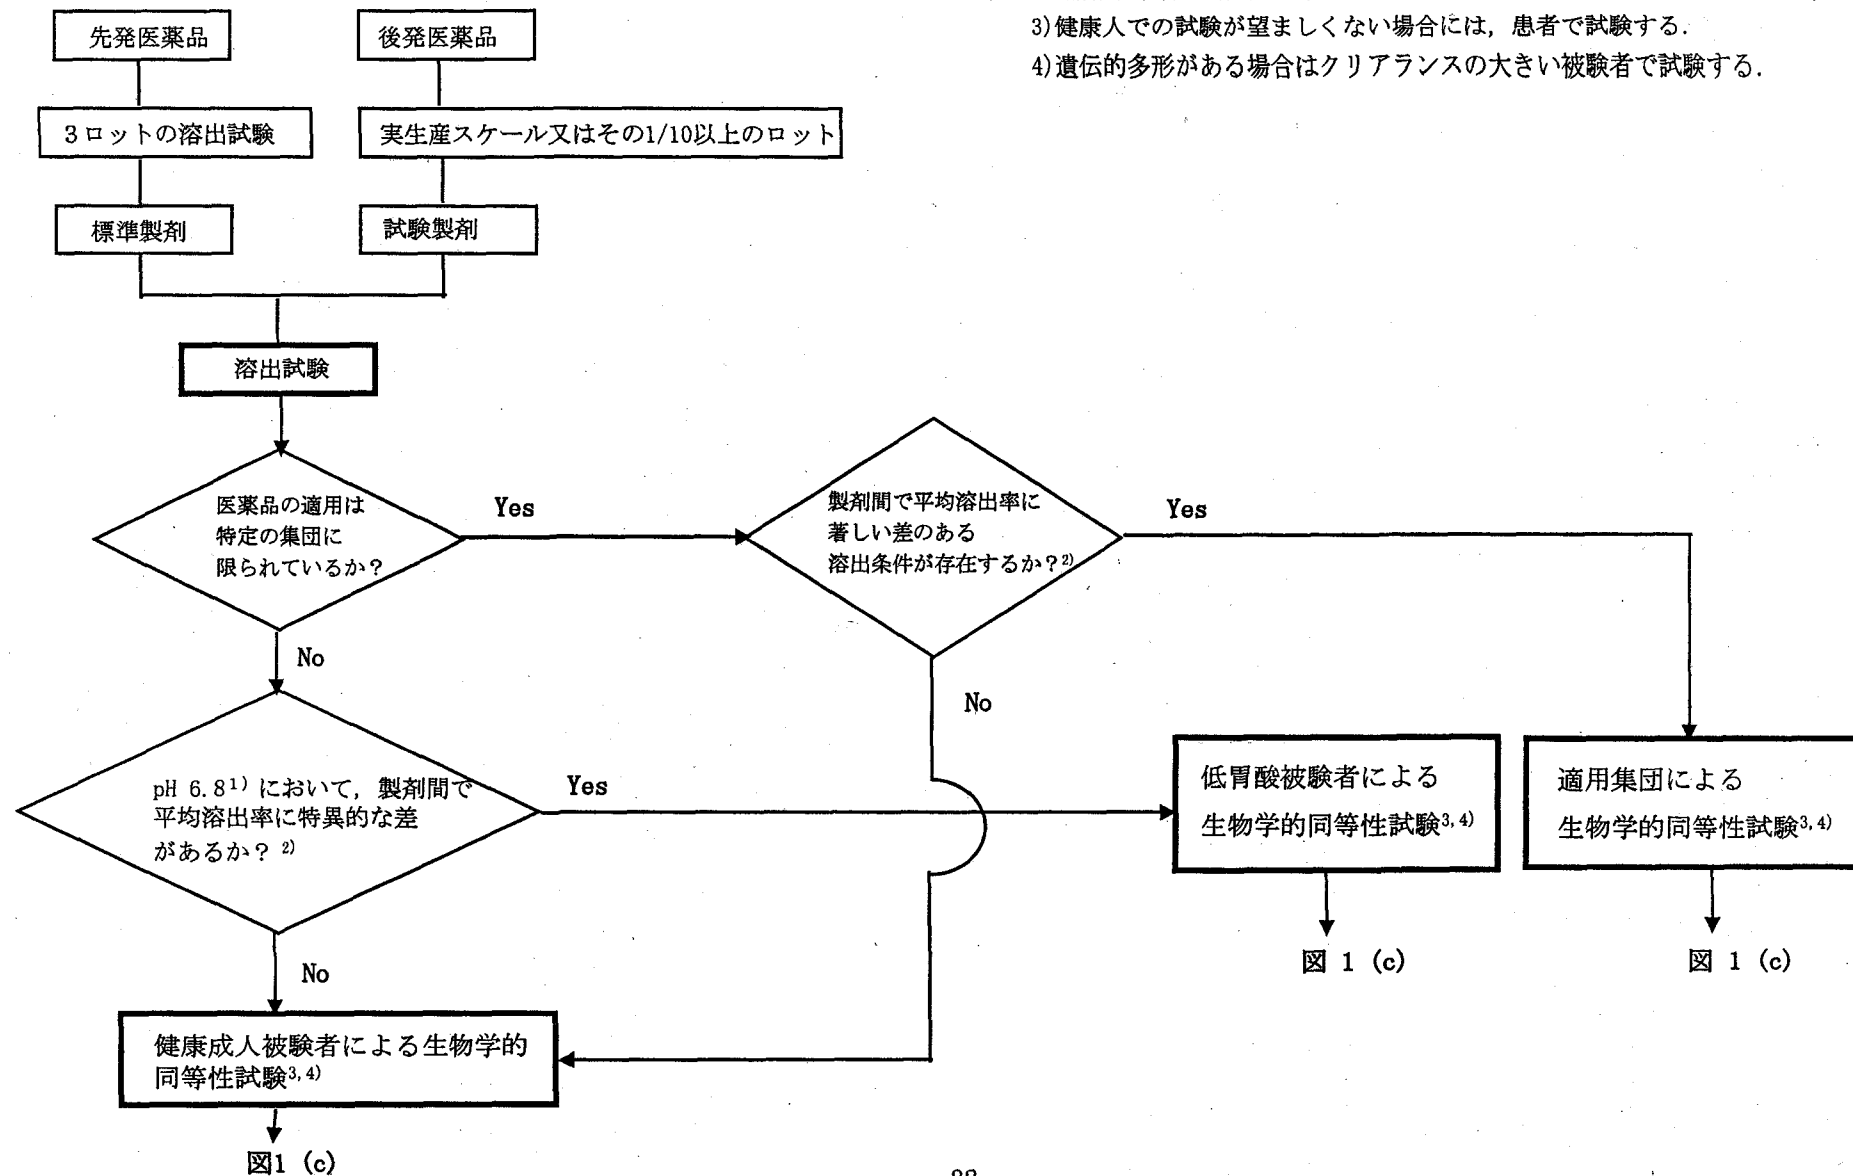 3)健康人での試験が望ましくない場合には，患者で試験する．
4)遺伝的多形がある場合はクリアランスの大きい被験者で試験する．
先発医薬品
後発医薬品
3ロットの溶出試験
実生産スケール又はその1/10以上のロット
標準製剤
試験製剤
溶出試験
医薬品の適用は
特定の集団に
限られているか？
Yes
製剤間で平均溶出率に
著しい差のある
溶出条件が存在するか？2)
Yes
No
No
pH 6.81) において，製剤間で
平均溶出率に特異的な差
があるか？ 2)
Yes
低胃酸被験者による
生物学的同等性試験3,4)
適用集団による
生物学的同等性試験3,4)
図 1 (c)
図 1 (c)
No
健康成人被験者による生物学的
同等性試験3,4)
図1 (c)